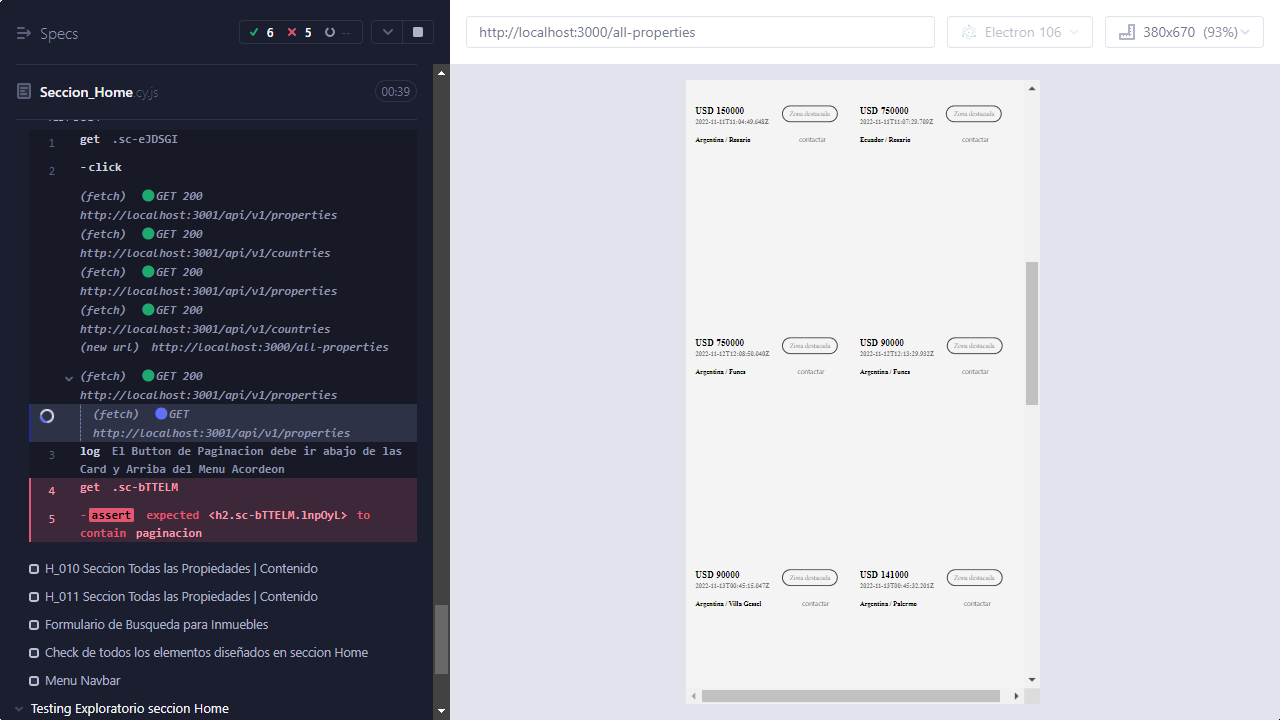 Specs
6 5 --
Seccion_Home.cy.js
00:39
1 get .sc-eJDSGI
2 -click
(fetch) GET 200
http://localhost:3001/api/v1/properties
(fetch) GET 200
http://localhost:3001/api/v1/countries
(fetch) GET 200
http://localhost:3001/api/v1/properties
(fetch) GET 200
http://localhost:3001/api/v1/countries
(new url) http://localhost:3000/all-properties
(fetch) GET 200
http://localhost:3001/api/v1/properties
(fetch) GET
http://localhost:3001/api/v1/properties
3 log El Button de Paginacion debe ir abajo de las
Card y Arriba del Menu Acordeon
4 get .sc-bTTELM
5 -assert expected <h2.sc-bTTELM.lnpOyL> to
contain paginacion
H_010 Seccion Todas las Propiedades | Contenido
H_011 Seccion Todas las Propiedades | Contenido
Formulario de Busqueda para Inmuebles
Check de todos los elementos diseñados en seccion Home
Menu Navbar
Testing Exploratorio seccion Home
http://localhost:3000/all-properties
Electron 106
380x670 (93%)
USD 150000 Zona destacada
2022-11-11T11:04:49.648Z
Argentina / Rosario contactar
USD 750000 Zona destacada
2022-11-11T11:07:29.709Z
Ecuador / Rosario contactar
USD 750000 Zona destacada
2022-11-12T12:08:50.040Z
Argentina / Funes contactar
USD 90000 Zona destacada
2022-11-12T12:13:29.932Z
Argentina / Funes contactar
USD 90000 Zona destacada
2022-11-13T00:45:15.047Z
Argentina / Villa Gessel contactar
USD 141000 Zona destacada
2022-11-13T00:45:32.201Z
Argentina / Palermo contactar